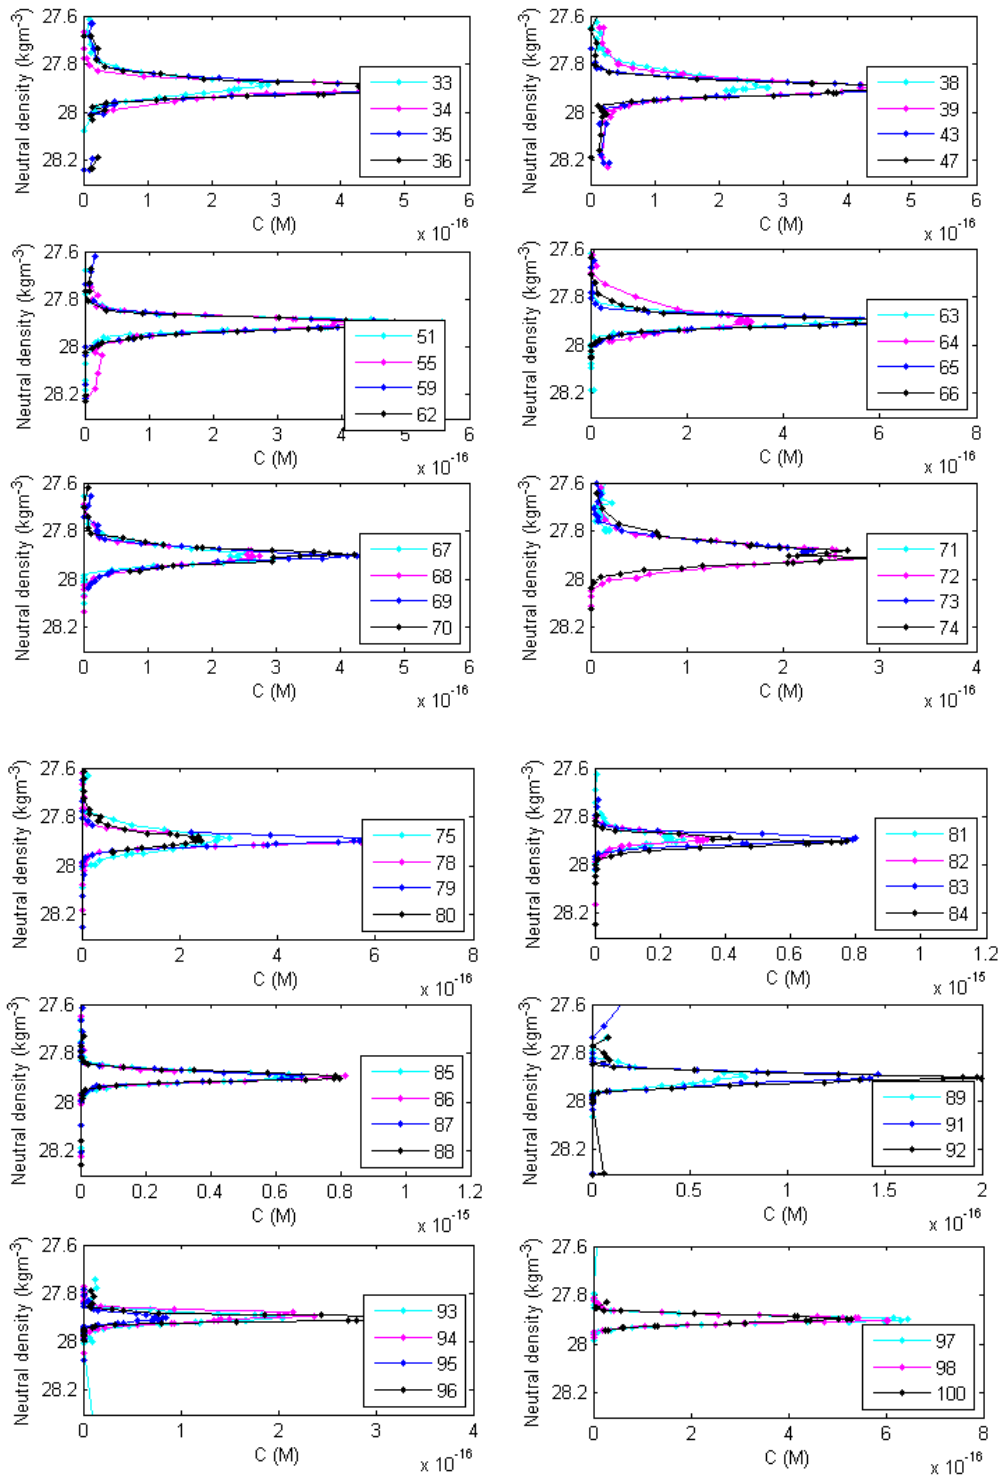 27.6
27.8
28
28.2
Neutral density (kgm-3)
0 1 2 3 4 5 6
C (M)
x 10-16
33
34
35
36
27.6
27.8
28
28.2
Neutral density (kgm-3)
0 1 2 3 4 5 6
C (M)
x 10-16
38
39
43
47
27.6
27.8
28
28.2
Neutral density (kgm-3)
0 1 2 3 4 5 6
C (M)
x 10-16
51
55
59
62
27.6
27.8
28
28.2
Neutral density (kgm-3)
0 2 4 6 8
C (M)
x 10-16
63
64
65
66
27.6
27.8
28
28.2
Neutral density (kgm-3)
0 1 2 3 4 5 6
C (M)
x 10-16
67
68
69
70
27.6
27.8
28
28.2
Neutral density (kgm-3)
0 1 2 3 4
C (M)
x 10-16
71
72
73
74
27.6
27.8
28
28.2
Neutral density (kgm-3)
0 2 4 6 8
C (M)
x 10-16
75
78
79
80
27.6
27.8
28
28.2
Neutral density (kgm-3)
0 0.2 0.4 0.6 0.8 1 1.2
C (M)
x 10-15
81
82
83
84
27.6
27.8
28
28.2
Neutral density (kgm-3)
0 0.2 0.4 0.6 0.8 1 1.2
C (M)
x 10-15
85
86
87
88
27.6
27.8
28
28.2
Neutral density (kgm-3)
0 0.5 1 1.5 2
C (M)
x 10-16
89
91
92
27.6
27.8
28
28.2
Neutral density (kgm-3)
0 1 2 3 4
C (M)
x 10-16
93
94
95
96
27.6
27.8
28
28.2
Neutral density (kgm-3)
0 2 4 6 8
C (M)
x 10-16
97
98
100